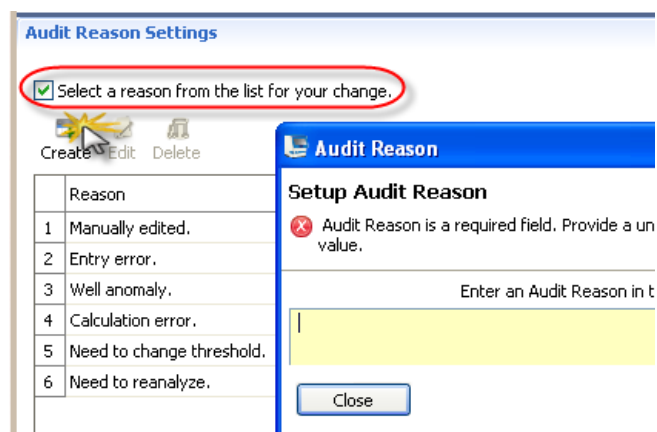 Audit Reason Settings
Select a reason from the list for your change.
Create Edit Delete
Reason
1 Manually edited.
2 Entry error.
3 Well anomaly.
4 Calculation error.
5 Need to change threshold.
6 Need to reanalyze.
Audit Reason
Setup Audit Reason
Audit Reason is a required field. Provide a un
value.
Enter an Audit Reason in t
Close